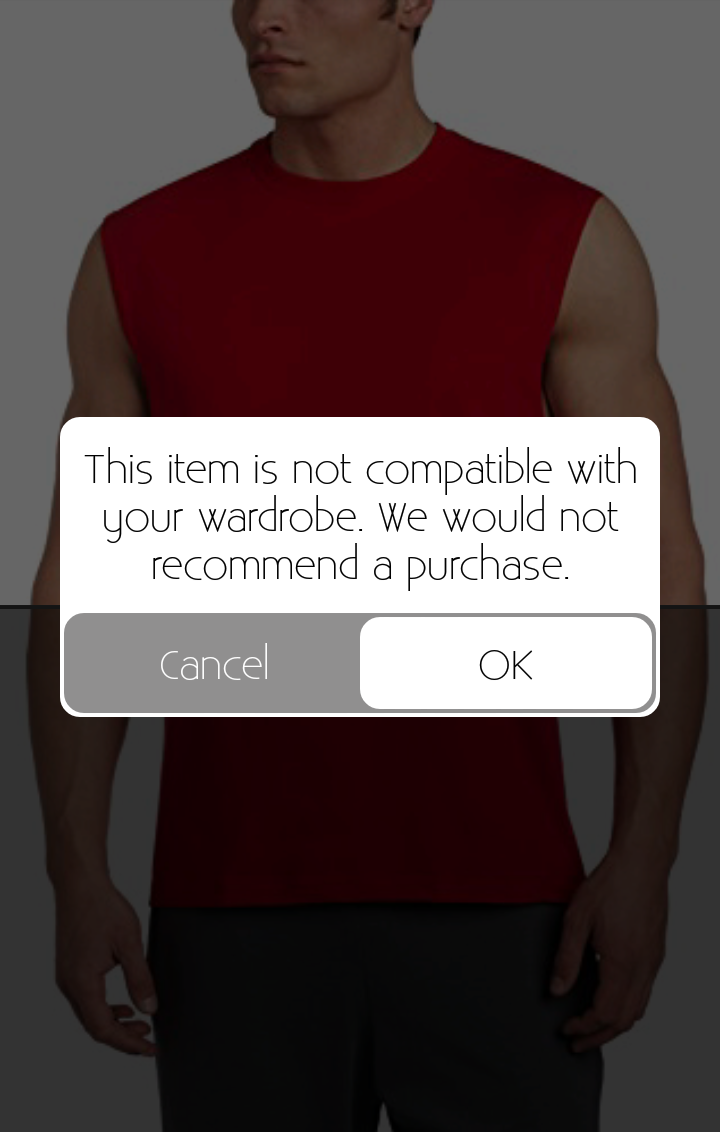 This item is not compatible with
your wardrobe. We would not
recommend a purchase.
Cancel
OK